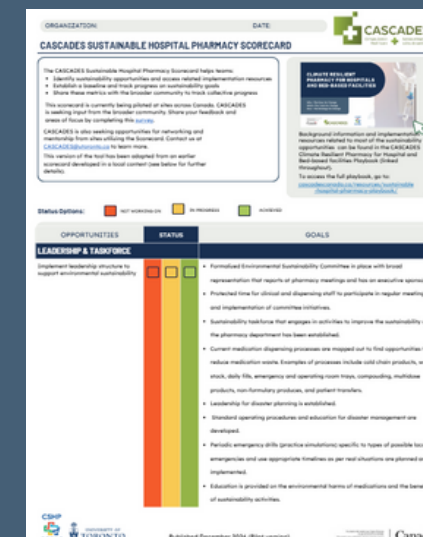 ORGANIZATION:
DATE:
CASCADES
CASCADES SUSTAINABLE HOSPITAL PHARMACY SCORECARD
The CASCADES Sustainable Hospital Pharmacy Scorecard helps teams:
• Identify sustainability opportunities and access related implementation resources
• Establish a baseline and track progress on sustainability goals
• Share these metrics with the broader community to track collective progress
This scorecard is currently being piloted at sites across Canada. CASCADES
is seeking input from the broader community. Share your feedback and
areas of focus by completing this survey.
CASCADES is also seeking opportunities for networking and
mentorship from sites utilizing the Scorecard. Contact us at
CASCADES@utoronto.ca to learn more.
This version of the tool has been adapted from an earlier
scorecard developed in a local context (see below for further
details).
CLIMATE RESILIENT
PHARMACY FOR HOSPITALS
AND BED-BASED FACILITIES
Background information and implementation
resources related to most of the sustainability
opportunities can be found in the CASCADES
Climate Resilient Pharmacy for Hospital and
Bed-based facilities Playbook (linked
throughout).
To access the full playbook, go to:
cascadescanada.ca/resources/sustainable
-hospital-pharmacy-playbook/
Status Options:
NOT WORKING ON
IN PROGRESS
ACHIEVED
OPPORTUNITIES
STATUS
GOALS
LEADERSHIP & TASKFORCE
Implement leadership structure to
support environmental sustainability
• Formalized Environmental Sustainability Committee in place with broad
representation that reports at pharmacy meetings and has an executive sponsor
• Protected time for clinical and dispensing staff to participate in regular meetings
and implementation of committee initiatives.
• Sustainability taskforce that engages in activities to improve the sustainability
the pharmacy department has been established.
• Current medication dispensing processes are mapped out to find opportunities
reduce medication waste. Examples of processes include cold chain products,
stock, daily fills, emergency and operating room trays, compounding, multidose
products, non-formulary produces, and patient transfers.
• Leadership for disaster planning is established.
• Standard operating procedures and education for disaster management are
developed.
• Periodic emergency drills (practice simulations) specific to types of possible
emergencies and use appropriate timelines as per real situations are planned
implemented.
• Education is provided on the environmental harms of medications and the
of sustainability activities.
CSHP
UNIVERSITY OF
TORONTO
Published December 2024 (Pilot version)